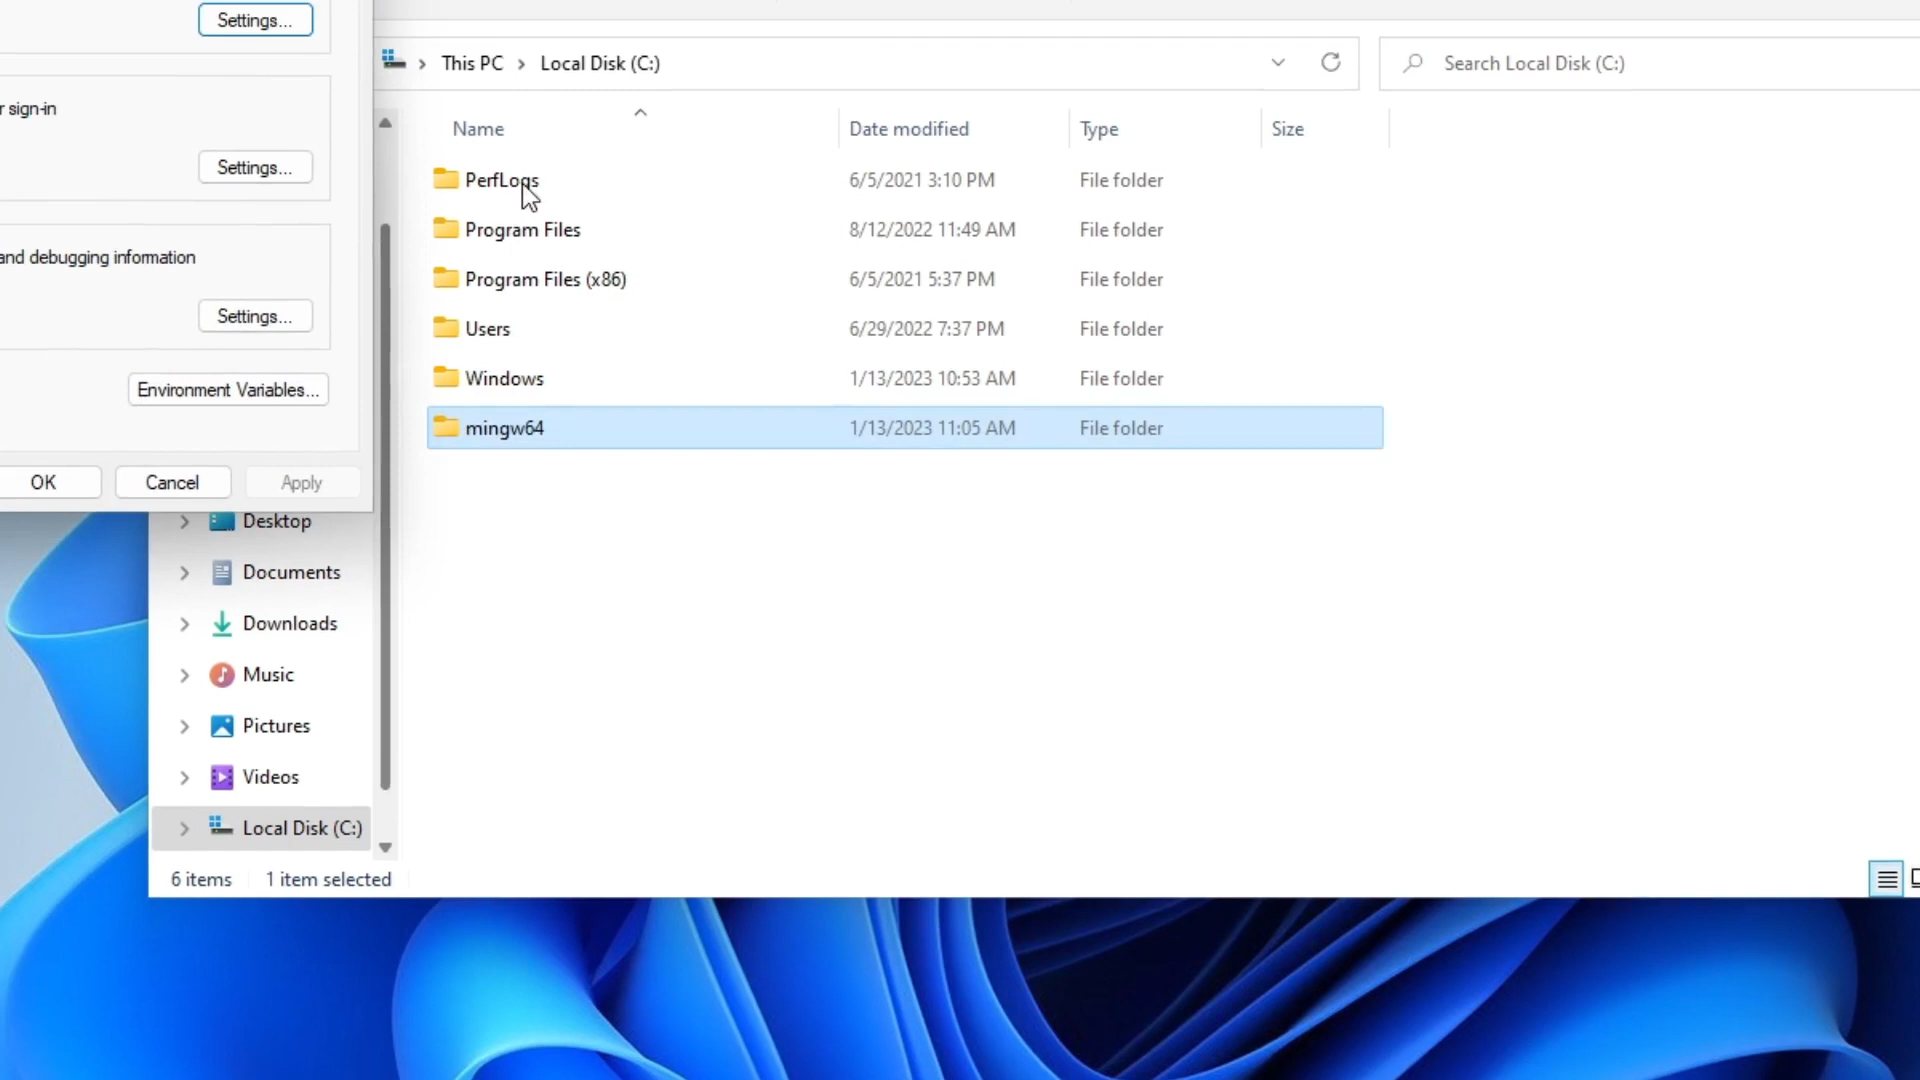 Settings...
r sign-in
Settings...
and debugging information
Settings...
Environment Variables...
OK Cancel Apply
This PC Local Disk (C:)
Search Local Disk (C:)
Name Date modified Type Size
PerfLogs 6/5/2021 3:10 PM File folder
Program Files 8/12/2022 11:49 AM File folder
Program Files (x86) 6/5/2021 5:37 PM File folder
Users 6/29/2022 7:37 PM File folder
Windows 1/13/2023 10:53 AM File folder
mingw64 1/13/2023 11:05 AM File folder
Desktop
Documents
Downloads
Music
Pictures
Videos
Local Disk (C:)
6 items 1 item selected